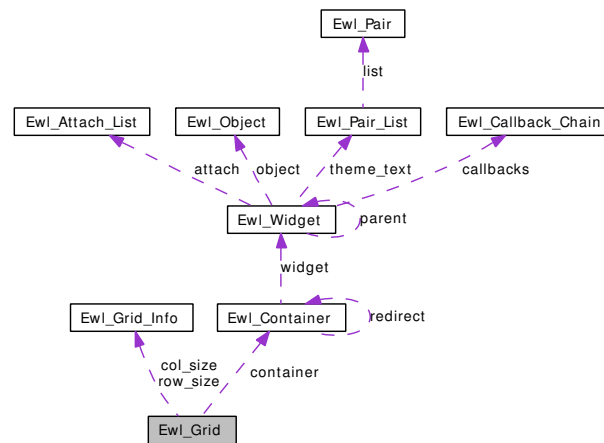 Ewl_Pair
list
Ewl_Attach_List
Ewl_Object
Ewl_Pair_List
Ewl_Callback_Chain
attach
object
theme_text
callbacks
Ewl_Widget
parent
widget
Ewl_Grid_Info
Ewl_Container
redirect
col_size
row_size
container
Ewl_Grid